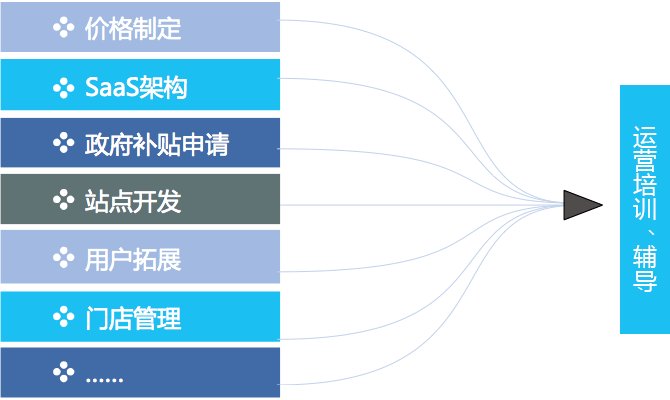 价格制定
SaaS架构
政府补贴申请
站点开发
用户拓展
门店管理
......
运营培训、辅导